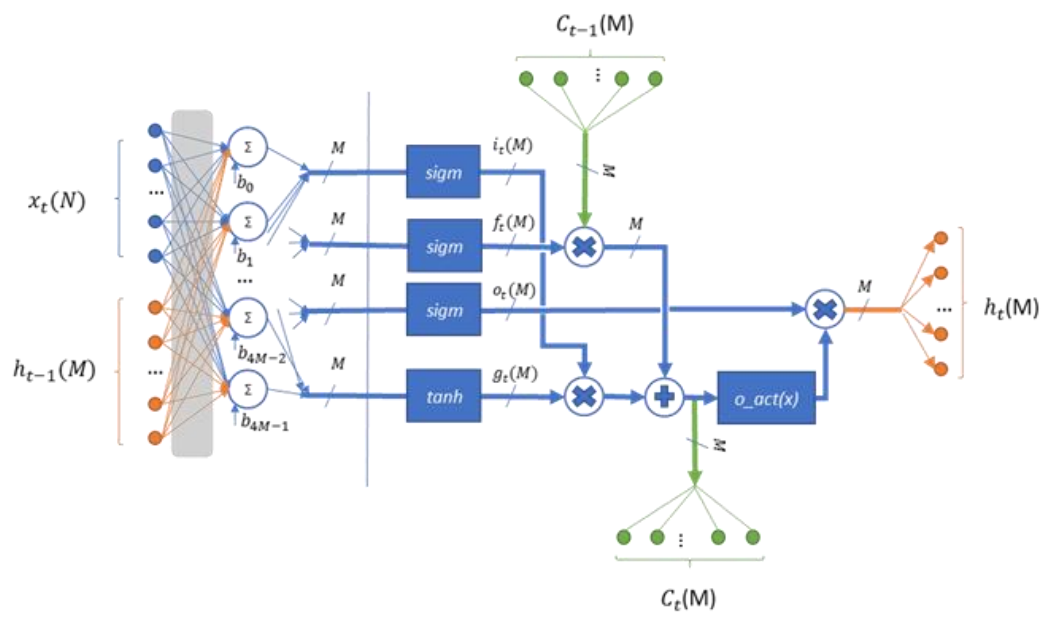 C_{t−1}(M)
...
M
x_t(N)
...
Σ
b_0
Σ
b_1
...
Σ
b_{4M−2}
Σ
b_{4M−1}
h_{t−1}(M)
...
M
sigm
i_t(M)
M
sigm
f_t(M)
M
M
sigm
o_t(M)
M
tanh
g_t(M)
o_act(x)
M
...
h_t(M)
M
...
C_t(M)